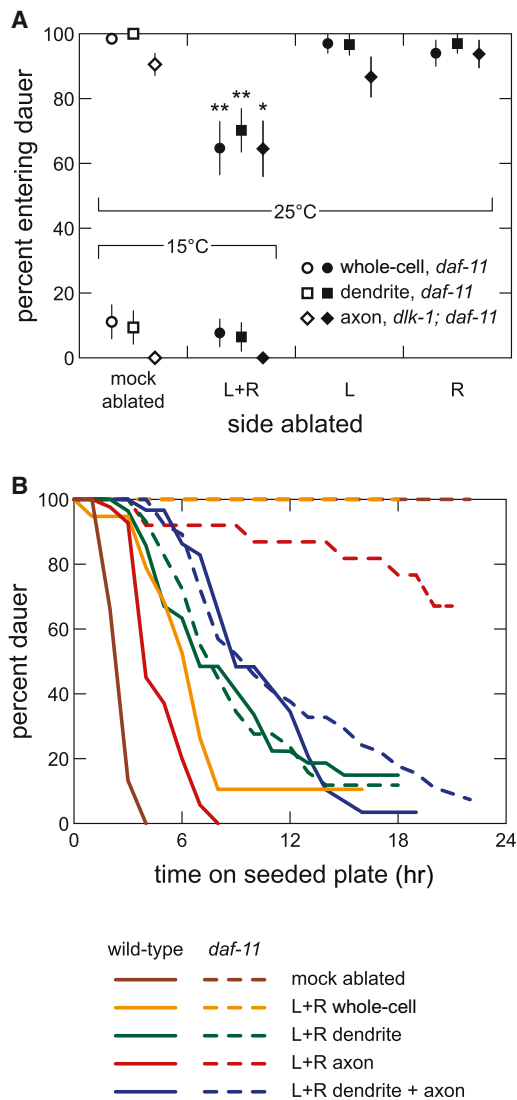 A
percent entering dauer
100
80
60
40
20
0
** ** *
25°C
15°C
whole-cell, daf-11
dendrite, daf-11
axon, dlk-1; daf-11
mock ablated
L+R
L
R
side ablated
B
percent dauer
100
80
60
40
20
0
0 6 12 18 24
time on seeded plate (hr)
wild-type daf-11
mock ablated
L+R whole-cell
L+R dendrite
L+R axon
L+R dendrite + axon